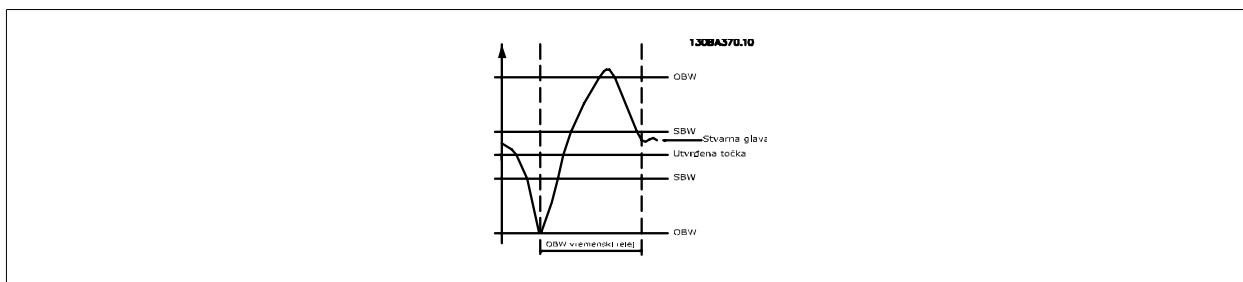 130BA370.10
OBW
SBW
Stvarna glava
Utvrđena točka
SBW
OBW
OBW vremenski relej